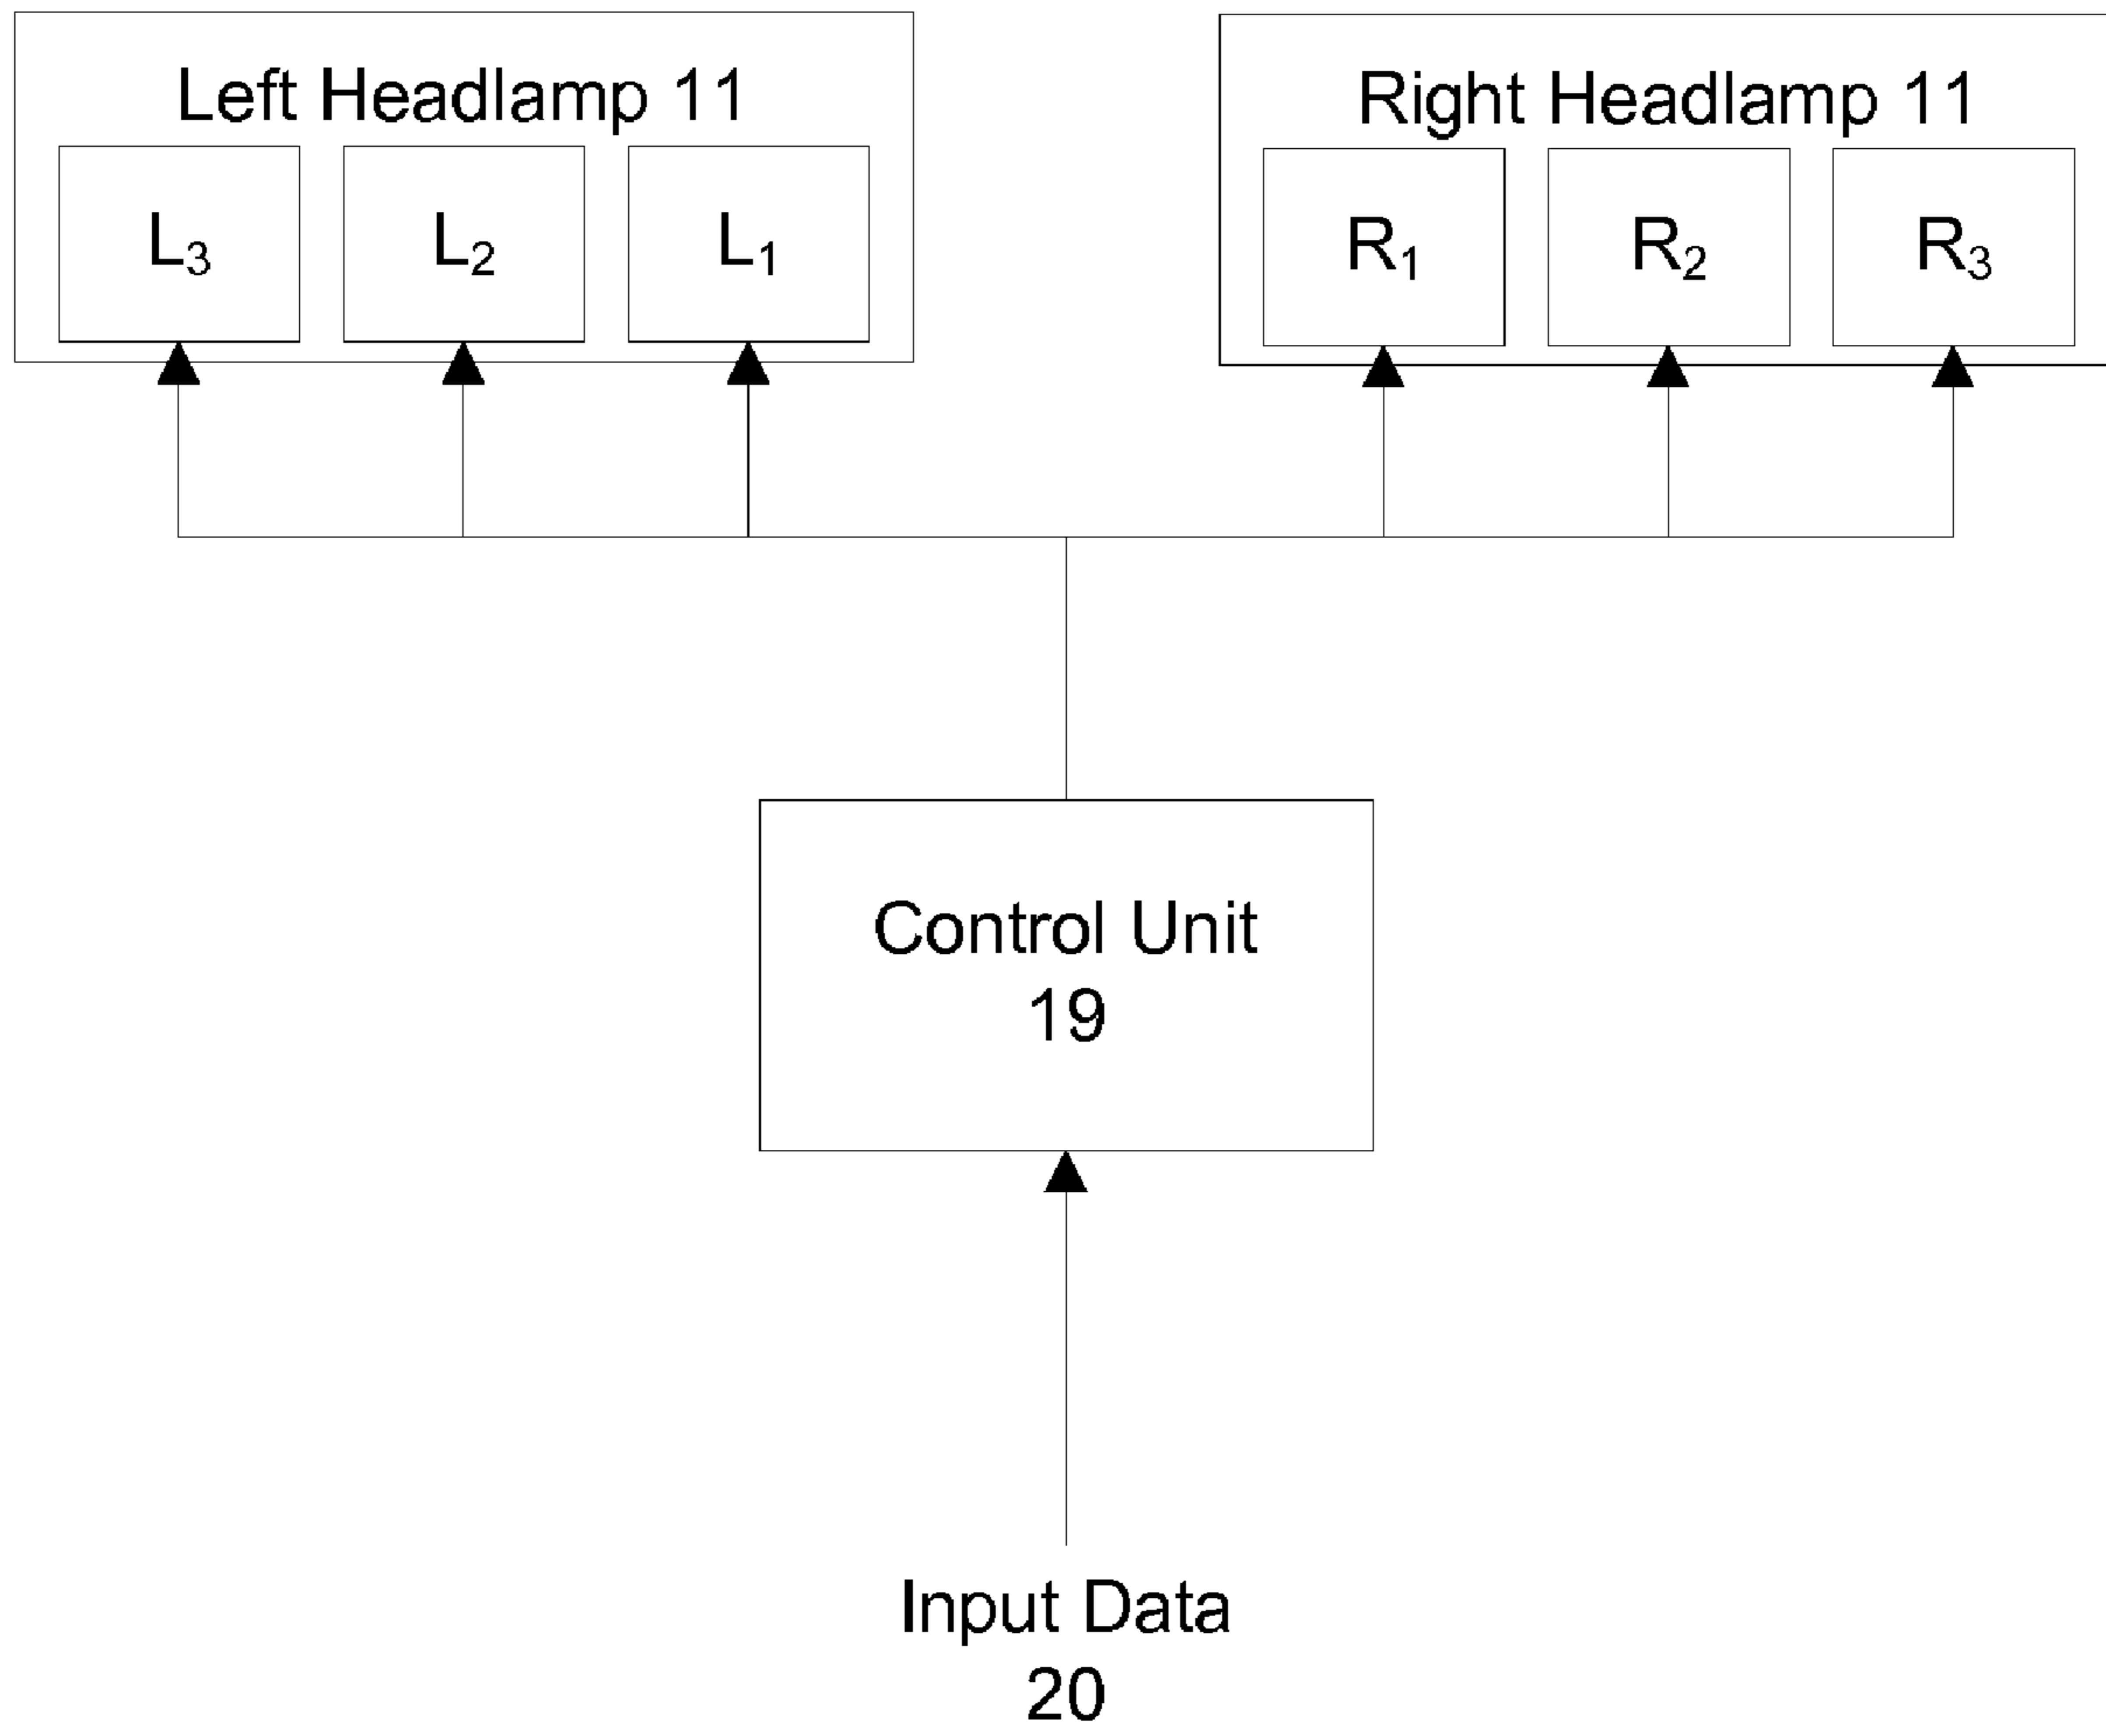 Left Headlamp 11
Right Headlamp 11
L3
L2
L1
R1
R2
R3
Control Unit
19
Input Data
20